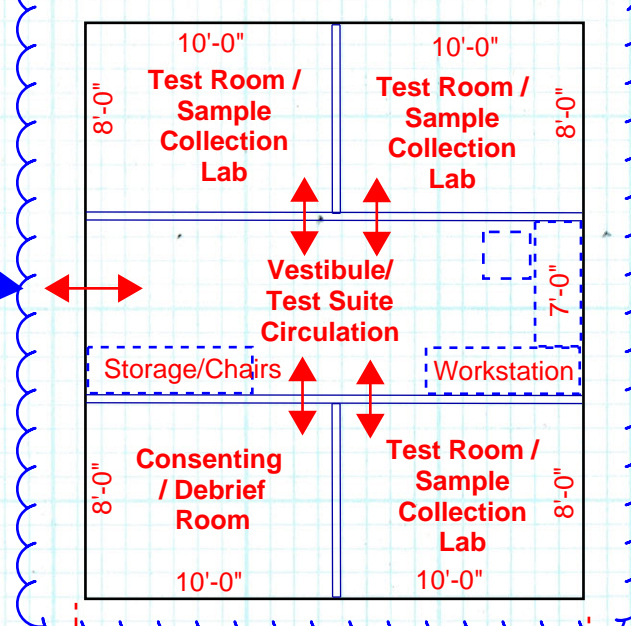 10'-0"
10'-0"
8'-0"
Test Room /
Sample
Collection
Lab
Test Room /
Sample
Collection
Lab
8'-0"
Vestibule/
Test Suite
Circulation
7'-0"
Storage/Chairs
Workstation
8'-0"
Consenting
/ Debrief
Room
Test Room /
Sample
Collection
Lab
8'-0"
10'-0"
10'-0"